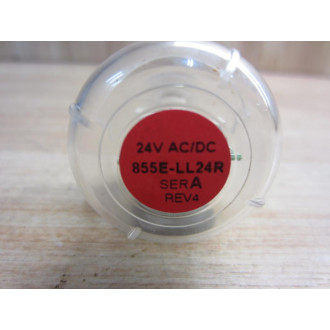 24V AC/DC
855E-LL24R
SER A
REV4